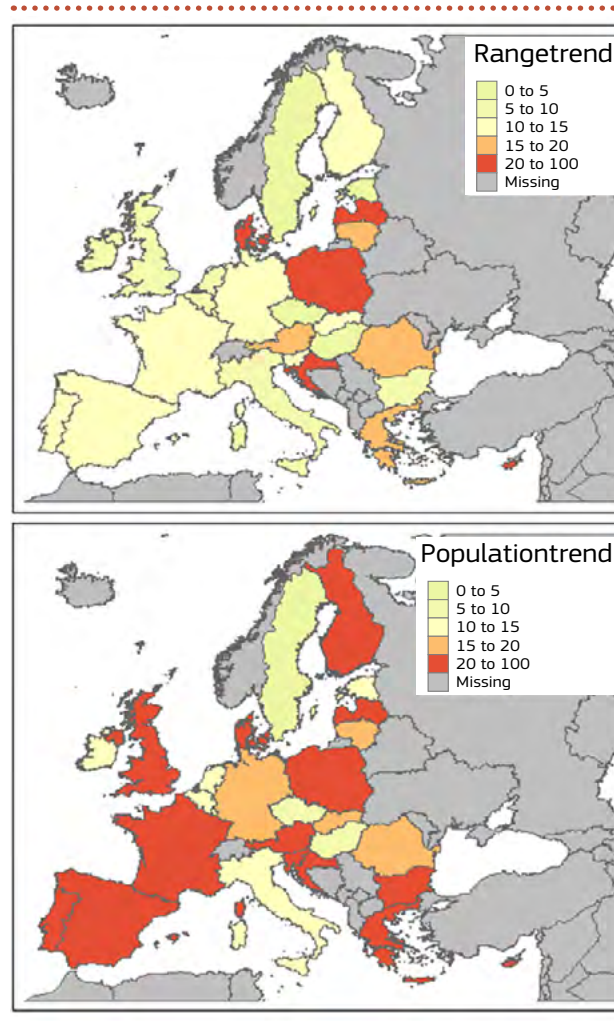 Rangetrend
0 to 5
5 to 10
10 to 15
15 to 20
20 to 100
Missing
Populationtrend
0 to 5
5 to 10
10 to 15
15 to 20
20 to 100
Missing